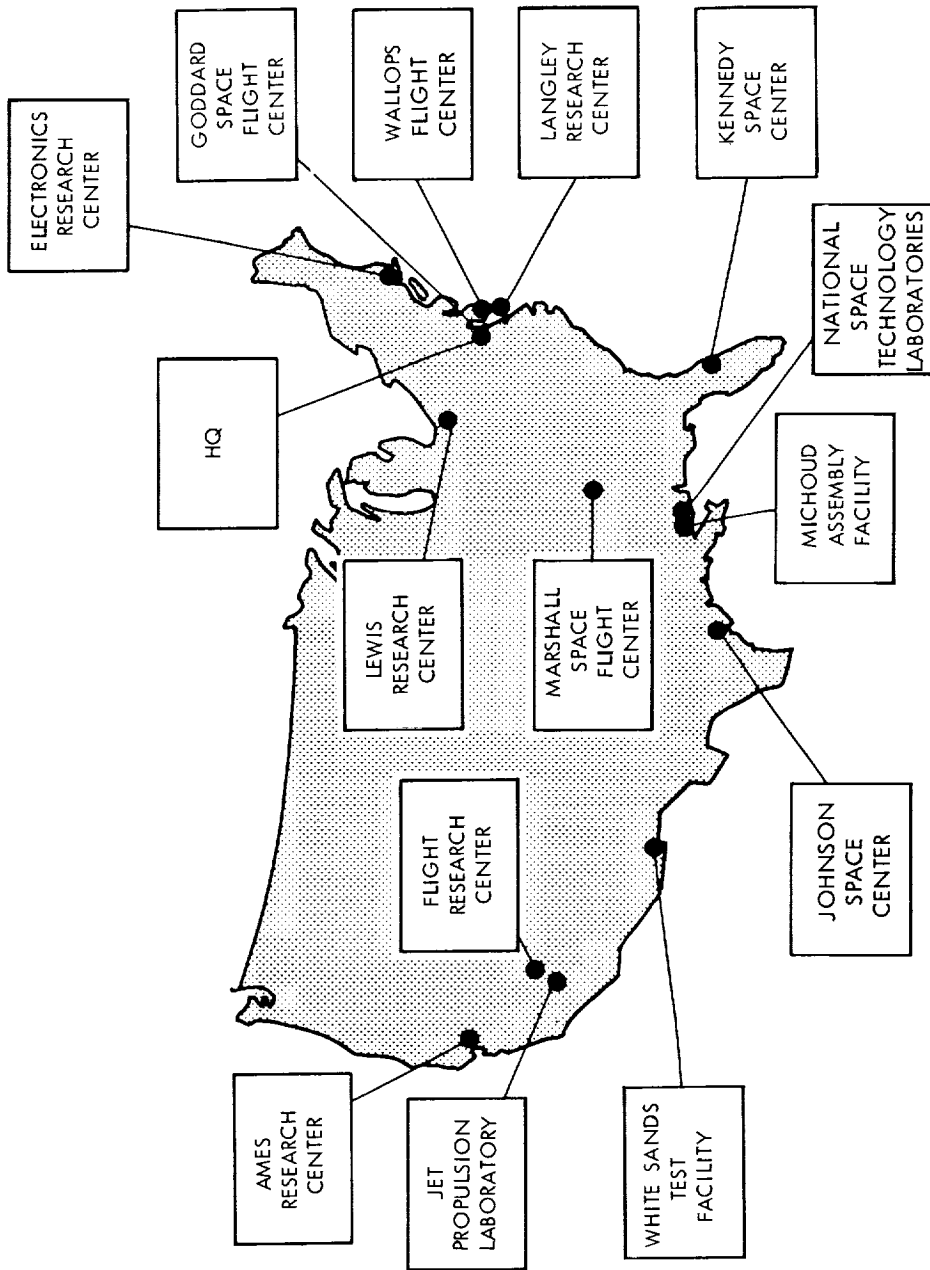 ELECTRONICS
RESEARCH
CENTER
HQ
GODDARD
SPACE
FLIGHT
CENTER
AMES
RESEARCH
CENTER
LEWIS
RESEARCH
CENTER
WALLOPS
FLIGHT
CENTER
FLIGHT
RESEARCH
CENTER
JET
PROPULSION
LABORATORY
LANGLEY
RESEARCH
CENTER
MARSHALL
SPACE
FLIGHT
CENTER
WHITE SANDS
TEST
FACILITY
KENNEDY
SPACE
CENTER
MICHOUD
ASSEMBLY
FACILITY
JOHNSON
SPACE
CENTER
NATIONAL
SPACE
TECHNOLOGY
LABORATORIES